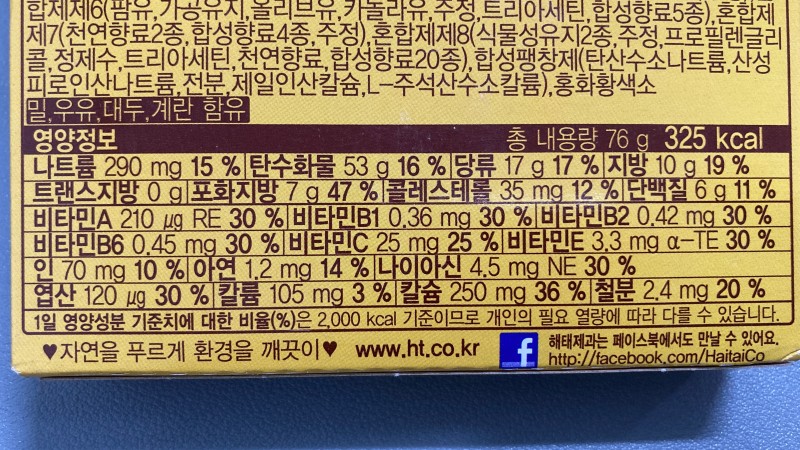 합제제6(팜유,가공유지,올리브유,카놀라유,주정,트리아세틴,합성향료5종),혼합제
제7(천연향료2종,합성향료4종,주정),혼합제제8(식물성유지2종,주정,프로필렌글리
콜,정제수,트리아세틴,천연향료,합성향료20종),합성팽창제(탄산수소나트륨,산성
피로인산나트륨,전분,제일인산칼슘,L-주석산수소칼륨),홍화황색소
밀,우유,대두,계란 함유
영양정보 총 내용량 76 g 325 kcal
나트륨 290 mg 15 % 탄수화물 53 g 16 % 당류 17 g 17 % 지방 10 g 19 %
트랜스지방 0 g 포화지방 7 g 47 % 콜레스테롤 35 mg 12 % 단백질 6 g 11 %
비타민A 210 μg RE 30 % 비타민B1 0.36 mg 30 % 비타민B2 0.42 mg 30 %
비타민B6 0.45 mg 30 % 비타민C 25 mg 25 % 비타민E 3.3 mg α-TE 30 %
인 70 mg 10 % 아연 1.2 mg 14 % 나이아신 4.5 mg NE 30 %
엽산 120 μg 30 % 칼륨 105 mg 3 % 칼슘 250 mg 36 % 철분 2.4 mg 20 %
1일 영양성분 기준치에 대한 비율(%)은 2,000 kcal 기준이므로 개인의 필요 열량에 따라 다를 수 있습니다.
♥자연을 푸르게 환경을 깨끗이♥ www.ht.co.kr f 해태제과는 페이스북에서도 만날 수 있어요.
http://facebook.com/HaitaiCo